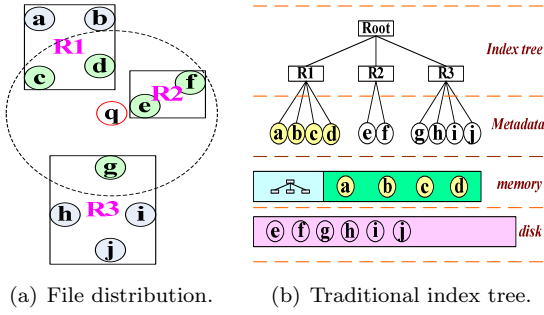 a b
R1
c d
f
R2
e
q
g
h R3 i
j
(a) File distribution.
Root
Index tree
R1 R2 R3
Metadata
a b c d e f g h i j
memory
a b c d
disk
e f g h i j
(b) Traditional index tree.